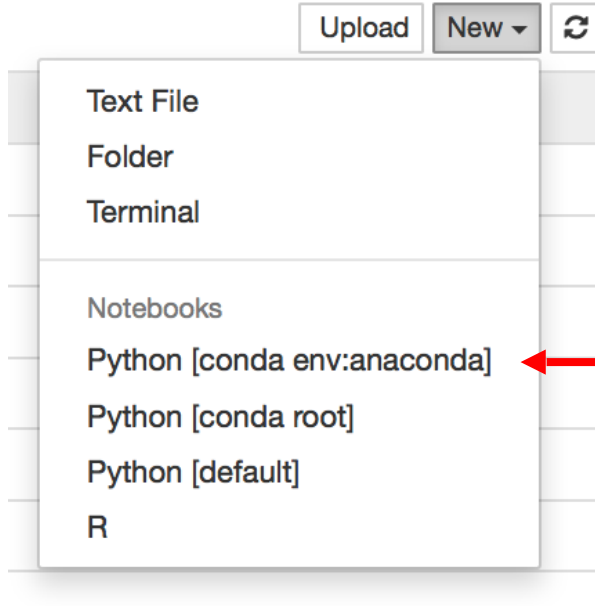 Upload New
Text File
Folder
Terminal
Notebooks
Python [conda env:anaconda]
Python [conda root]
Python [default]
R